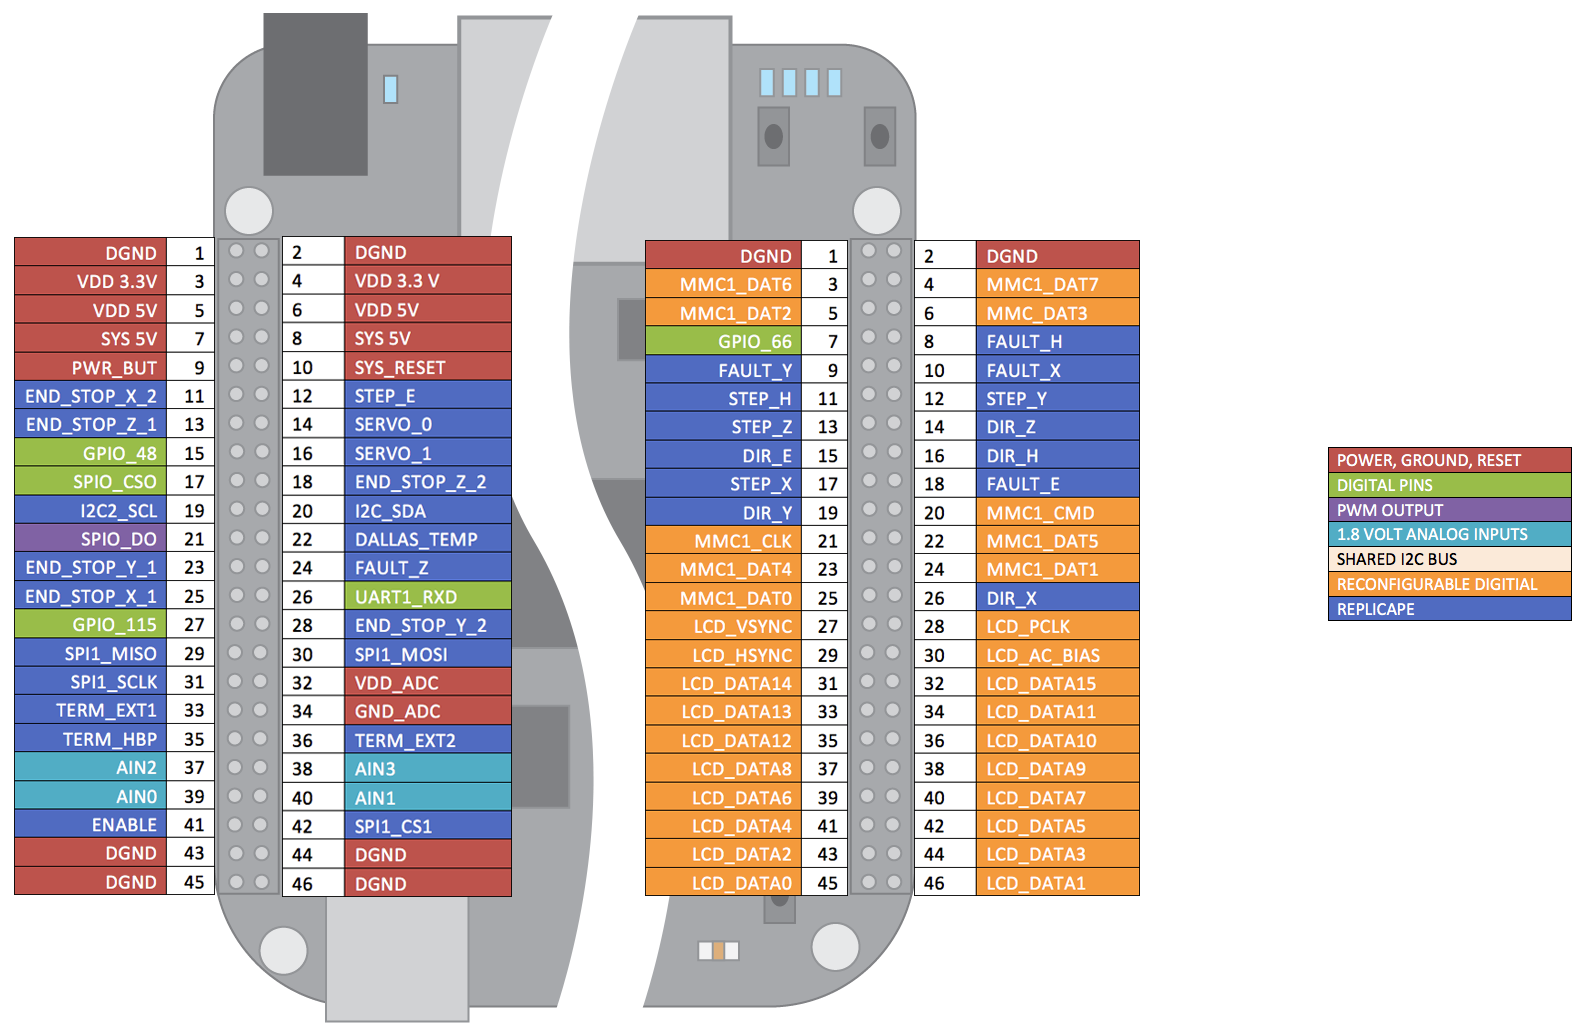 DGND 1 2 DGND
VDD 3.3V 3 4 VDD 3.3 V
VDD 5V 5 6 VDD 5V
SYS 5V 7 8 SYS 5V
PWR_BUT 9 10 SYS_RESET
END_STOP_X_2 11 12 STEP_E
END_STOP_Z_1 13 14 SERVO_0
GPIO_48 15 16 SERVO_1
SPIO_CSO 17 18 END_STOP_Z_2
I2C2_SCL 19 20 I2C_SDA
SPIO_DO 21 22 DALLAS_TEMP
END_STOP_Y_1 23 24 FAULT_Z
END_STOP_X_1 25 26 UART1_RXD
GPIO_115 27 28 END_STOP_Y_2
SPI1_MISO 29 30 SPI1_MOSI
SPI1_SCLK 31 32 VDD_ADC
TERM_EXT1 33 34 GND_ADC
TERM_HBP 35 36 TERM_EXT2
AIN2 37 38 AIN3
AIN0 39 40 AIN1
ENABLE 41 42 SPI1_CS1
DGND 43 44 DGND
DGND 45 46 DGND
DGND 1 2 DGND
MMC1_DAT6 3 4 MMC1_DAT7
MMC1_DAT2 5 6 MMC_DAT3
GPIO_66 7 8 FAULT_H
FAULT_Y 9 10 FAULT_X
STEP_H 11 12 STEP_Y
STEP_Z 13 14 DIR_Z
DIR_E 15 16 DIR_H
STEP_X 17 18 FAULT_E
DIR_Y 19 20 MMC1_CMD
MMC1_CLK 21 22 MMC1_DAT5
MMC1_DAT4 23 24 MMC1_DAT1
MMC1_DAT0 25 26 DIR_X
LCD_VSYNC 27 28 LCD_PCLK
LCD_HSYNC 29 30 LCD_AC_BIAS
LCD_DATA14 31 32 LCD_DATA15
LCD_DATA13 33 34 LCD_DATA11
LCD_DATA12 35 36 LCD_DATA10
LCD_DATA8 37 38 LCD_DATA9
LCD_DATA6 39 40 LCD_DATA7
LCD_DATA4 41 42 LCD_DATA5
LCD_DATA2 43 44 LCD_DATA3
LCD_DATA0 45 46 LCD_DATA1
POWER, GROUND, RESET
DIGITAL PINS
PWM OUTPUT
1.8 VOLT ANALOG INPUTS
SHARED I2C BUS
RECONFIGURABLE DIGITIAL
REPLICAPE